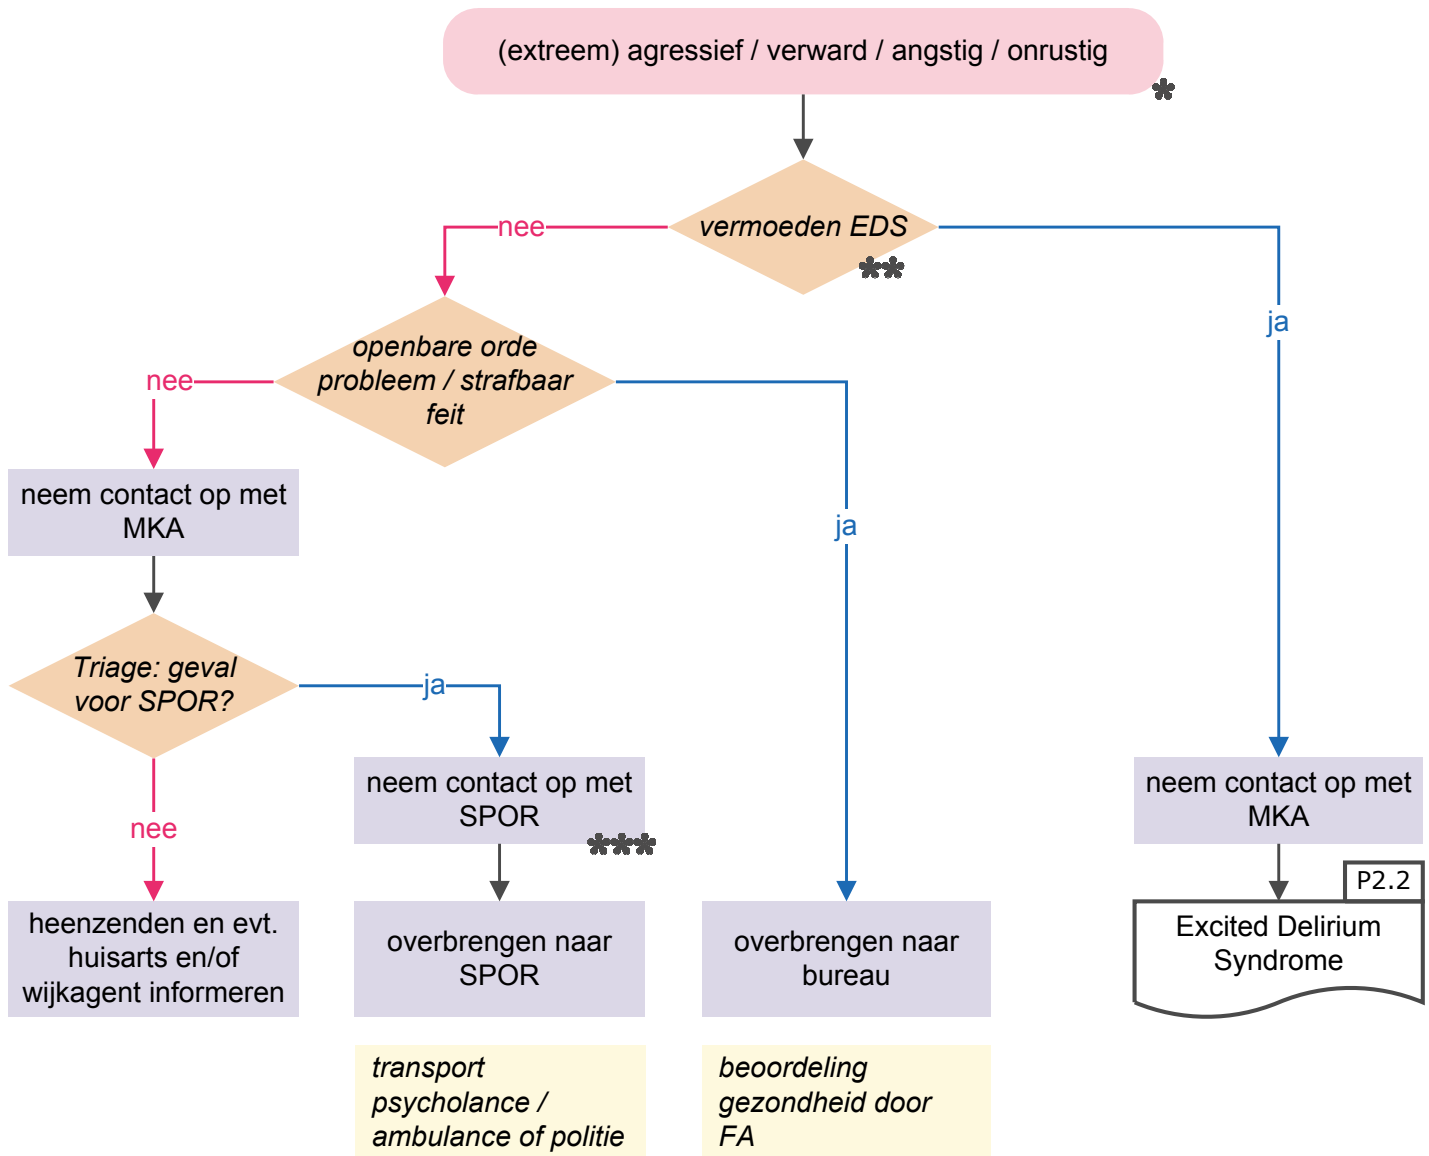 (extreem) agressief / verward / angstig / onrustig
*
vermoeden EDS
**
nee
ja
openbare orde
probleem / strafbaar
feit
nee
ja
neem contact op met
MKA
Triage: geval
voor SPOR?
ja
nee
neem contact op met
SPOR
***
neem contact op met
MKA
heenzenden en evt.
huisarts en/of
wijkagent informeren
overbrengen naar
SPOR
overbrengen naar
bureau
P2.2
Excited Delirium
Syndrome
transport
psycholance /
ambulance of politie
beoordeling
gezondheid door
FA